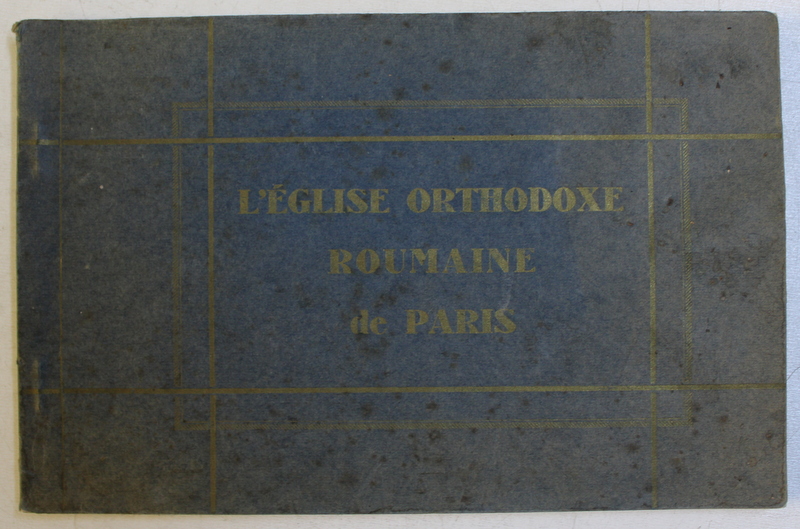 L'ÉGLISE ORTHODOXE
ROUMAINE
de PARIS